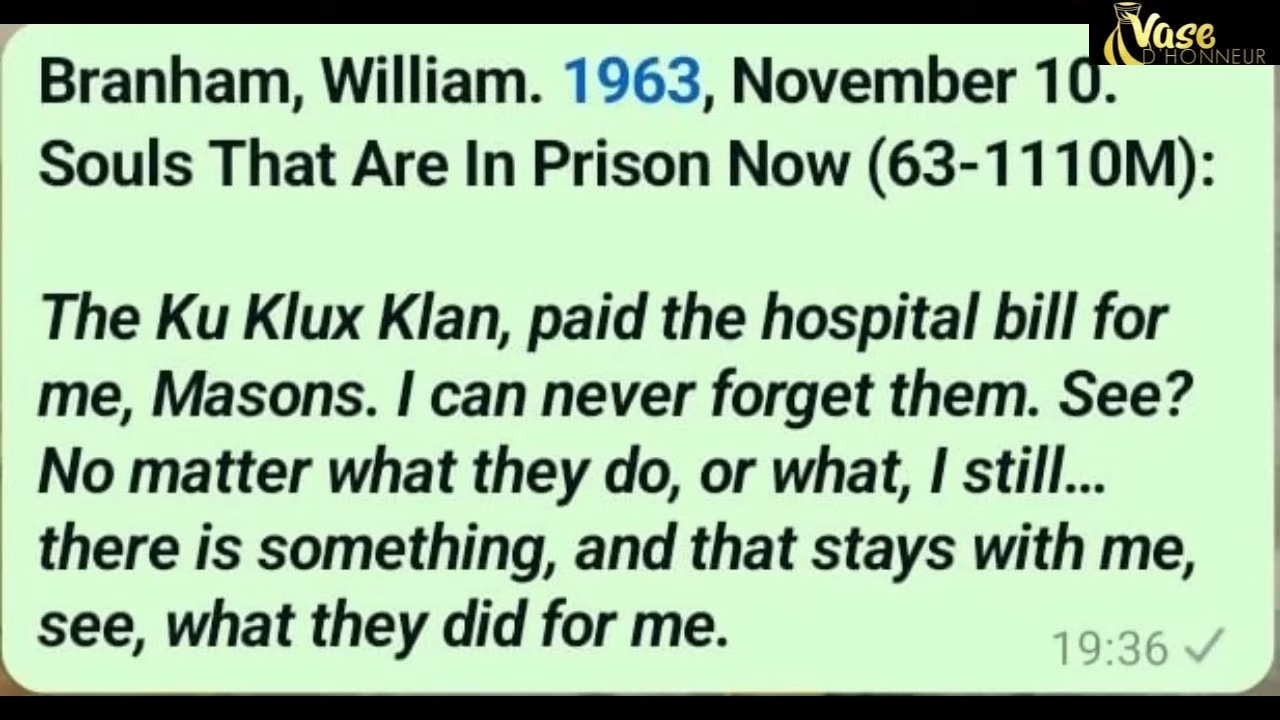 Vase
D'HONNEUR
Branham, William. 1963, November 10.
Souls That Are In Prison Now (63-1110M):
The Ku Klux Klan, paid the hospital bill for
me, Masons. I can never forget them. See?
No matter what they do, or what, I still...
there is something, and that stays with me,
see, what they did for me.
19:36